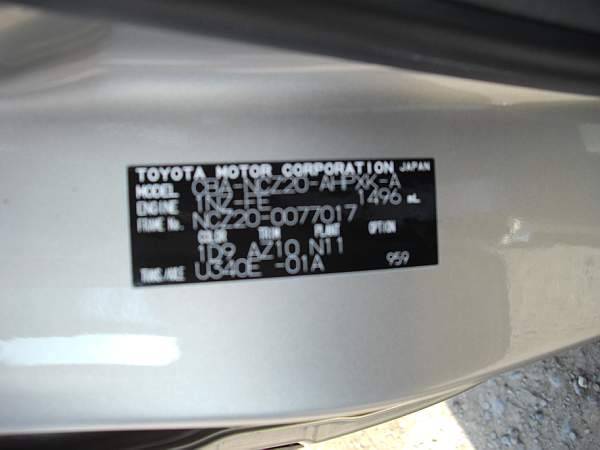 TOYOTA MOTOR CORPORATION JAPAN
MODEL CBA-NCZ20-AHPXK-A
ENGINE 1NZ-FE 1496 mL
FRAME No. NCZ20-0077017
COLOR TRIM PLANT OPTION
1D9 AZ10 N11
TRANS/AXLE U340E -01A 959